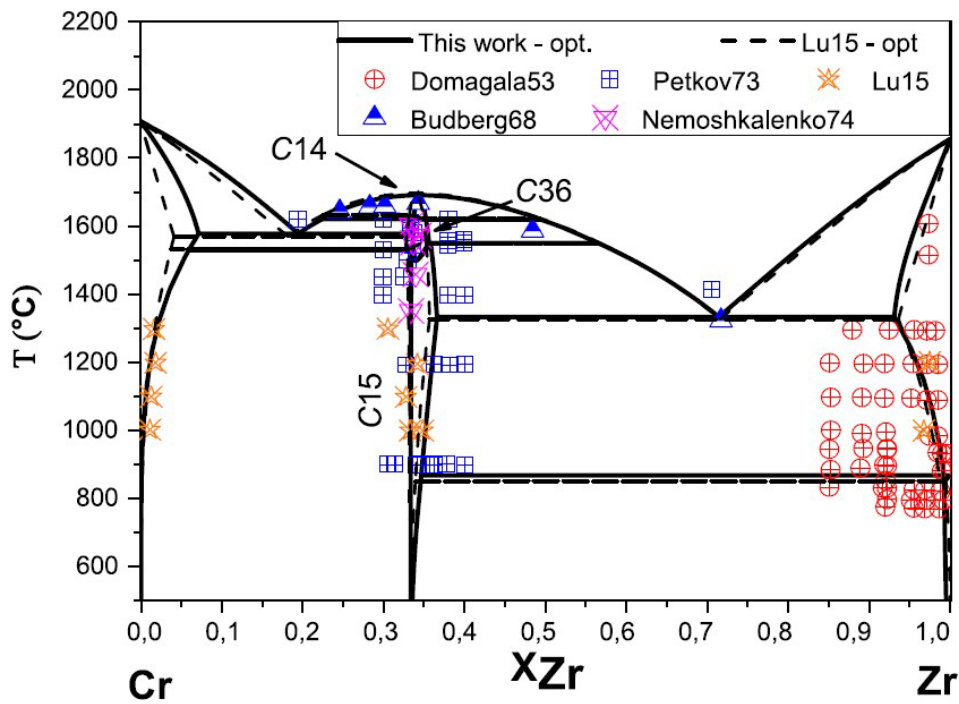 2200
2000
1800
1600
1400
1200
1000
800
600
T (°C)
This work - opt.
Lu15 - opt
Domagala53
Petkov73
Lu15
Budberg68
Nemoshkalenko74
C14
C36
C15
0,0
0,1
0,2
0,3
0,4
0,5
0,6
0,7
0,8
0,9
1,0
Cr
XZr
Zr